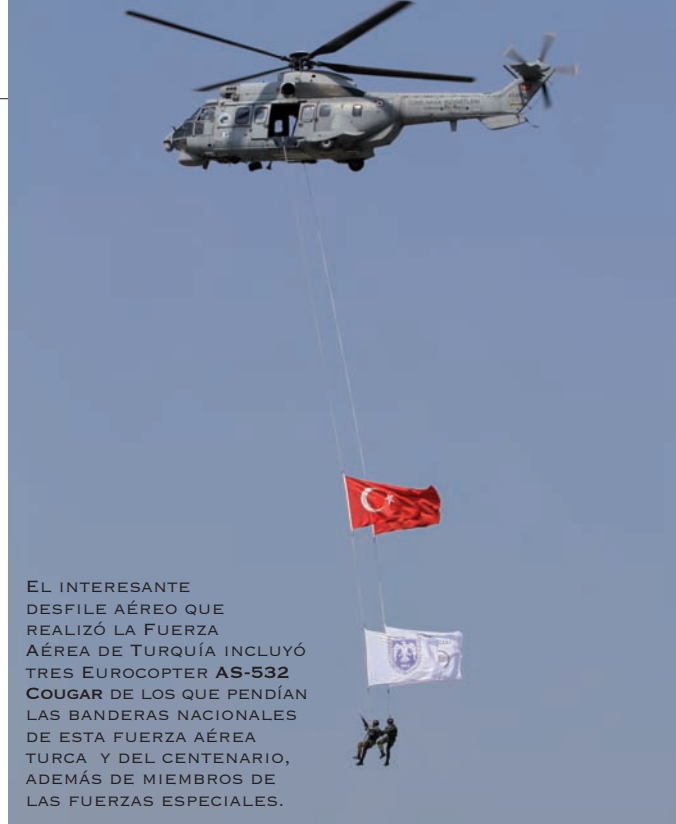 El interesante
desfile aéreo que
realizó la Fuerza
Aérea de Turquía incluyó
tres Eurocopter AS-532
Cougar de los que pendían
las banderas nacionales
de esta fuerza aérea
turca y del centenario,
además de miembros de
las fuerzas especiales.